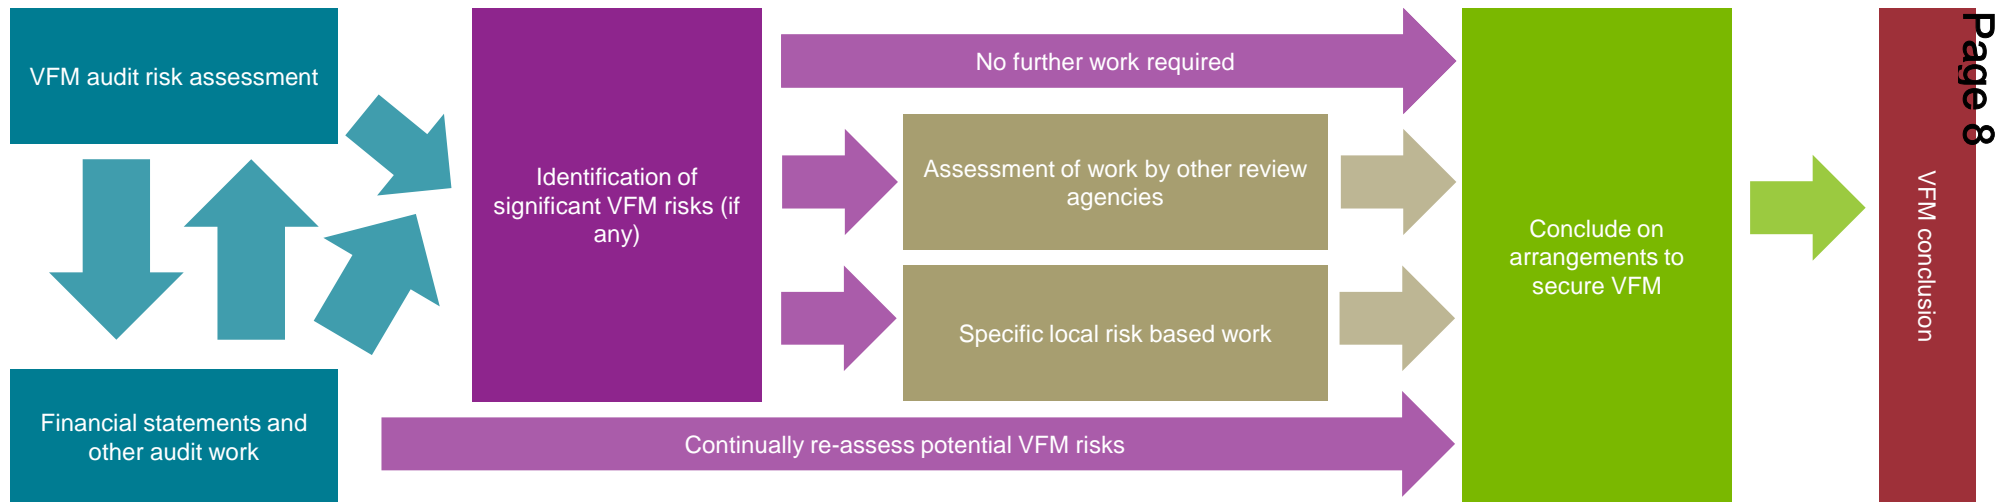 VFM audit risk assessment
Financial statements and
other audit work
Identification of
significant VFM risks (if
any)
No further work required
Assessment of work by other review
agencies
Specific local risk based work
Continually re-assess potential VFM risks
Conclude on
arrangements to
secure VFM
VFM conclusion
Page 8